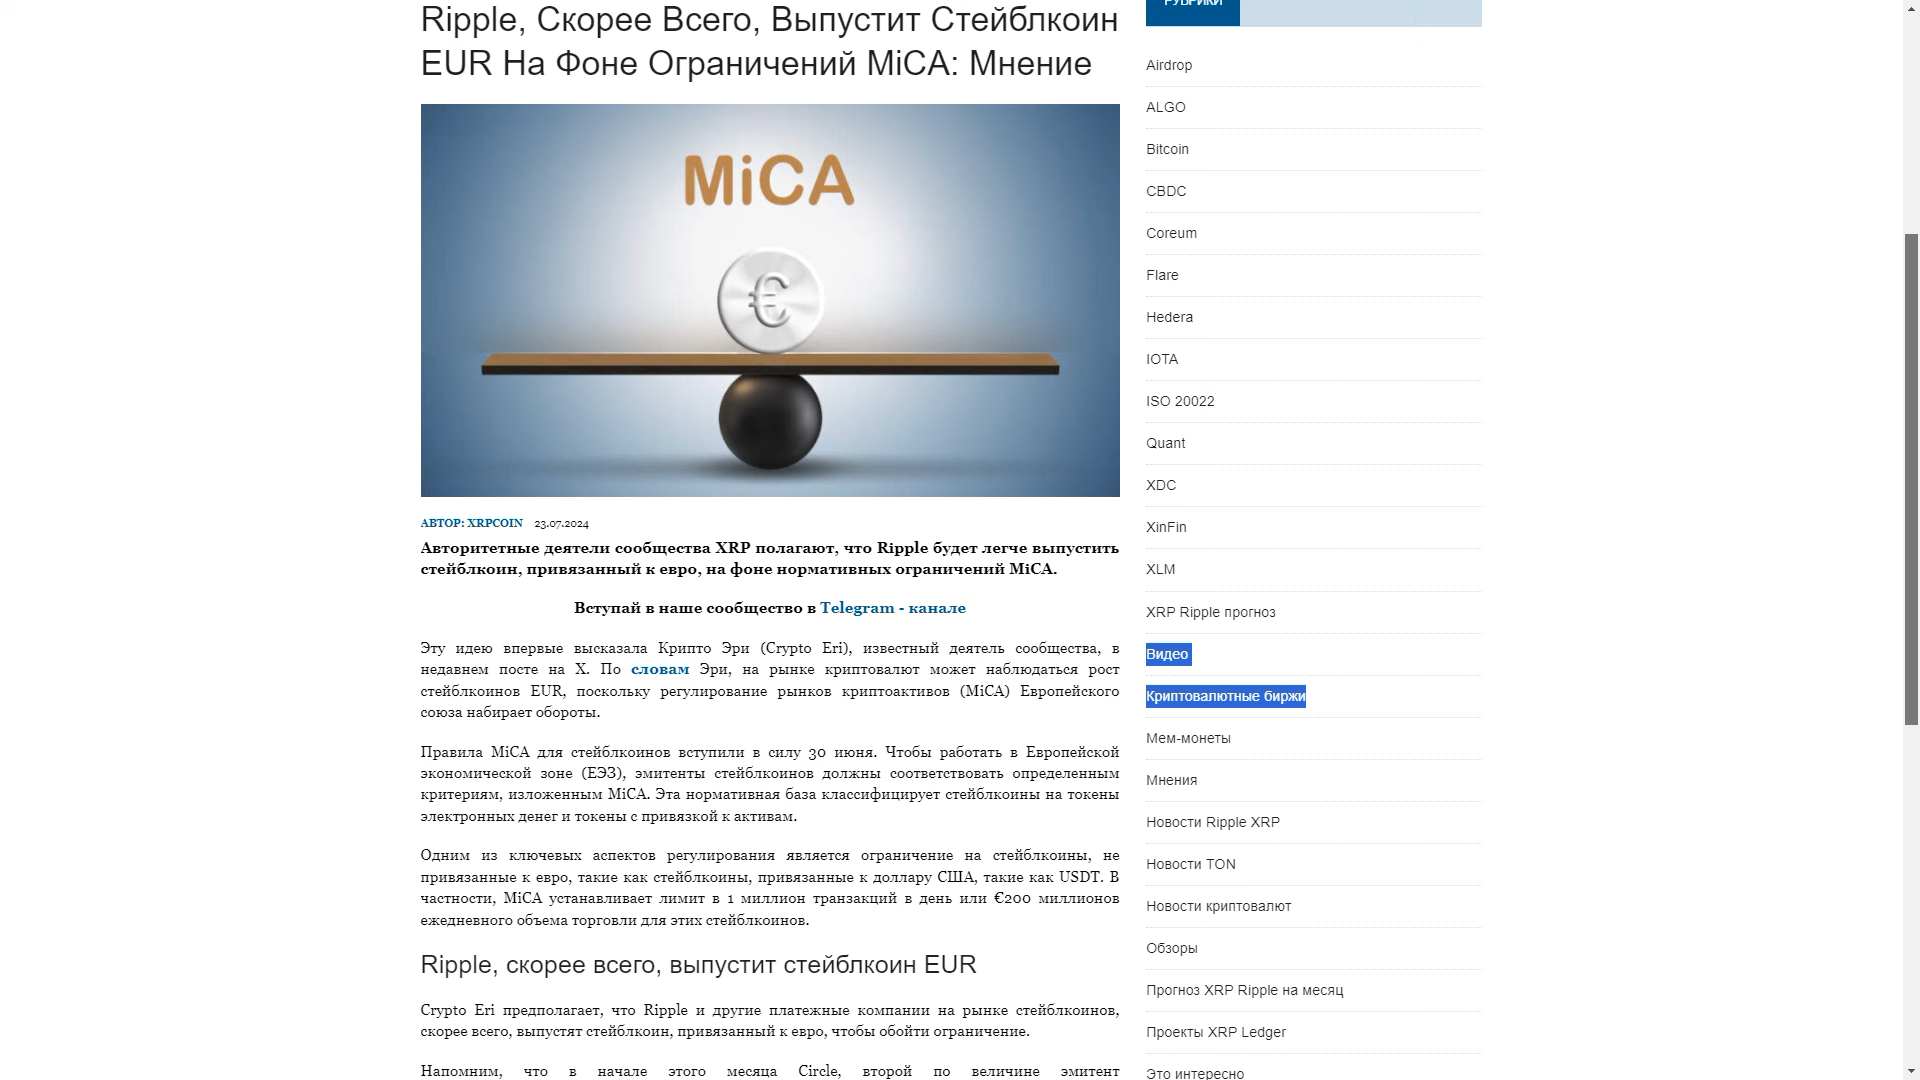 Ripple, Скорее Всего, Выпустит Стейблкоин
EUR На Фоне Ограничений MiCA: Мнение
MiCA
€
АВТОР: XRPCOIN 23.07.2024
Авторитетные деятели сообщества XRP полагают, что Ripple будет легче выпустить
стейблкоин, привязанный к евро, на фоне нормативных ограничений MiCA.
Вступай в наше сообщество в Telegram - канале
Эту идею впервые высказала Крипто Эри (Crypto Eri), известный деятель сообщества, в
недавнем посте на X. По словам Эри, на рынке криптовалют может наблюдаться рост
стейблкоинов EUR, поскольку регулирование рынков криптоактивов (MiCA) Европейского
союза набирает обороты.
Правила MiCA для стейблкоинов вступили в силу 30 июня. Чтобы работать в Европейской
экономической зоне (ЕЭЗ), эмитенты стейблкоинов должны соответствовать определенным
критериям, изложенным MiCA. Эта нормативная база классифицирует стейблкоины на токены
электронных денег и токены с привязкой к активам.
Одним из ключевых аспектов регулирования является ограничение на стейблкоины, не
привязанные к евро, такие как стейблкоины, привязанные к доллару США, такие как USDT. В
частности, MiCA устанавливает лимит в 1 миллион транзакций в день или €200 миллионов
ежедневного объема торговли для этих стейблкоинов.
Ripple, скорее всего, выпустит стейблкоин EUR
Crypto Eri предполагает, что Ripple и другие платежные компании на рынке стейблкоинов,
скорее всего, выпустят стейблкоин, привязанный к евро, чтобы обойти ограничение.
Напомним, что в начале этого месяца Circle, второй по величине эмитент
РУБРИКИ
Airdrop
ALGO
Bitcoin
CBDC
Coreum
Flare
Hedera
IOTA
ISO 20022
Quant
XDC
XinFin
XLM
XRP Ripple прогноз
Видео
Криптовалютные биржи
Мем-монеты
Мнения
Новости Ripple XRP
Новости TON
Новости криптовалют
Обзоры
Прогноз XRP Ripple на месяц
Проекты XRP Ledger
Это интересно